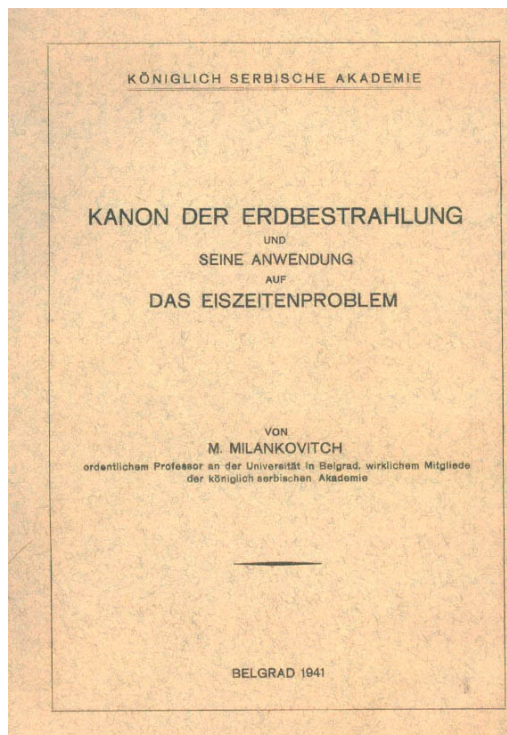 KÖNIGLICH SERBISCHE AKADEMIE
KANON DER ERDBESTRAHLUNG
UND
SEINE ANWENDUNG
AUF
DAS EISZEITENPROBLEM
VON
M. MILANKOVITCH
ordentlichem Professor an der Universität in Belgrad, wirklichem Mitgliede
der königlich serbischen Akademie
BELGRAD 1941